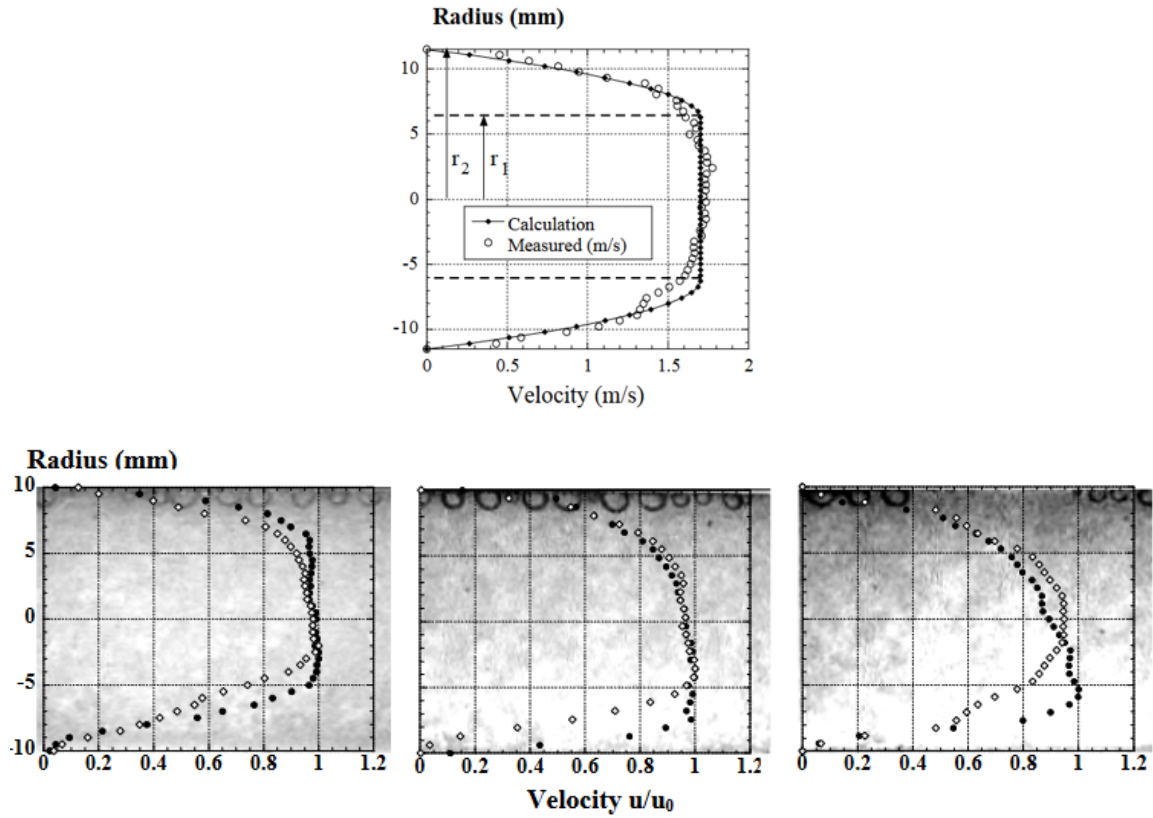 Radius (mm)
10
5
0
-5
-10
r2
r1
Calculation
Measured (m/s)
0 0.5 1 1.5 2
Velocity (m/s)
Radius (mm)
10
5
0
-5
-10
0 0.2 0.4 0.6 0.8 1 1.2
0 0.2 0.4 0.6 0.8 1 1.2
0 0.2 0.4 0.6 0.8 1 1.2
Velocity u/u0